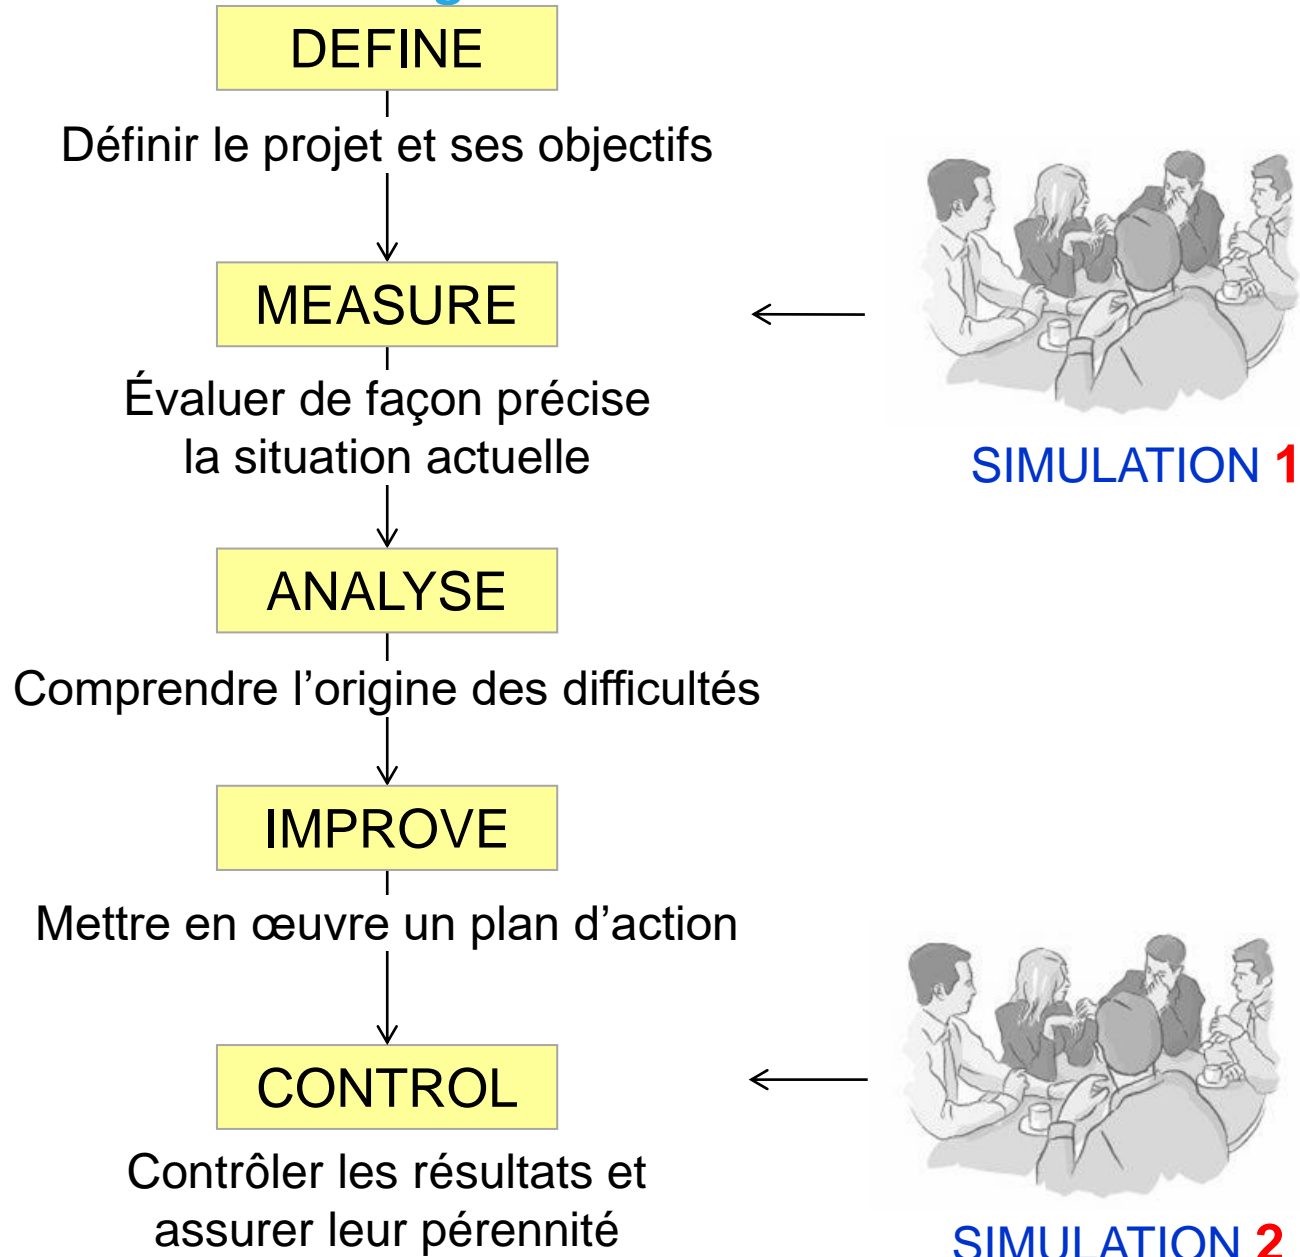 DEFINE
Définir le projet et ses objectifs
MEASURE
Évaluer de façon précise
la situation actuelle
SIMULATION 1
ANALYSE
Comprendre l’origine des difficultés
IMPROVE
Mettre en œuvre un plan d’action
CONTROL
Contrôler les résultats et
assurer leur pérennité
SIMULATION 2